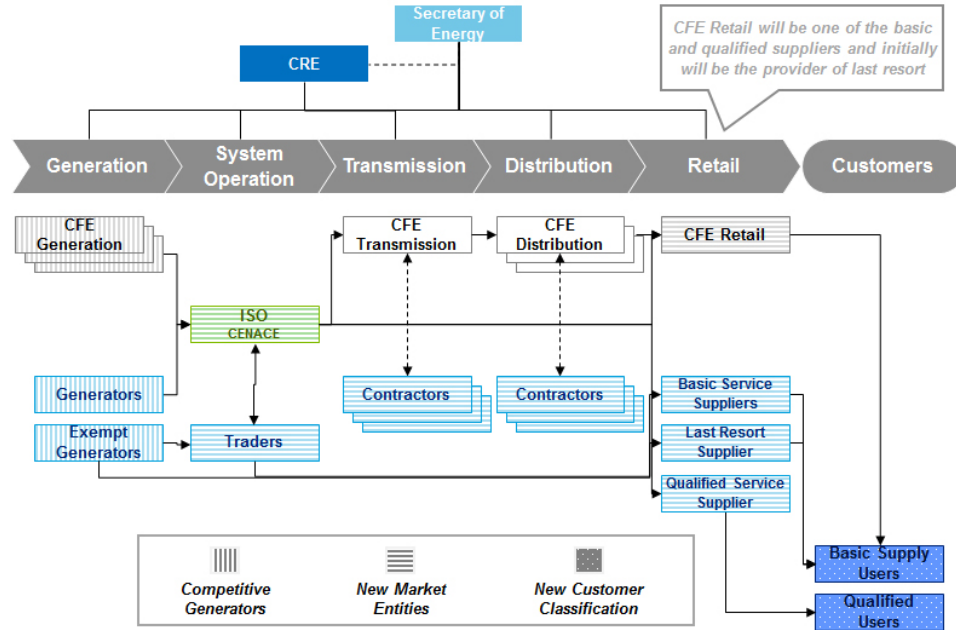 Secretary of
Energy
CRE
CFE Retail will be one of the basic
and qualified suppliers and initially
will be the provider of last resort
Generation
System
Operation
Transmission
Distribution
Retail
Customers
CFE
Generation
CFE
Transmission
CFE
Distribution
CFE Retail
ISO
CENACE
Generators
Contractors
Contractors
Basic Service
Suppliers
Exempt
Generators
Traders
Last Resort
Supplier
Qualified Service
Supplier
Basic Supply
Users
Qualified
Users
Competitive
Generators
New Market
Entities
New Customer
Classification